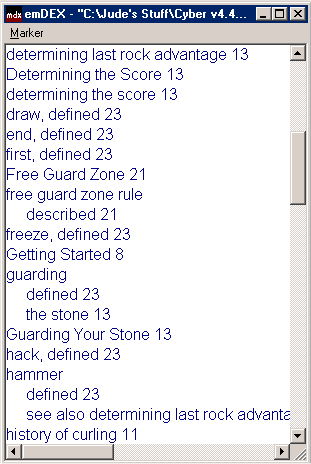 mdx emDEX - "C:\Jude's Stuff\Cyber v4.4...
Marker
determining last rock advantage 13
Determining the Score 13
determining the score 13
draw, defined 23
end, defined 23
first, defined 23
Free Guard Zone 21
free guard zone rule
described 21
freeze, defined 23
Getting Started 8
guarding
defined 23
the stone 13
Guarding Your Stone 13
hack, defined 23
hammer
defined 23
see also determining last rock advanta
history of curling 11